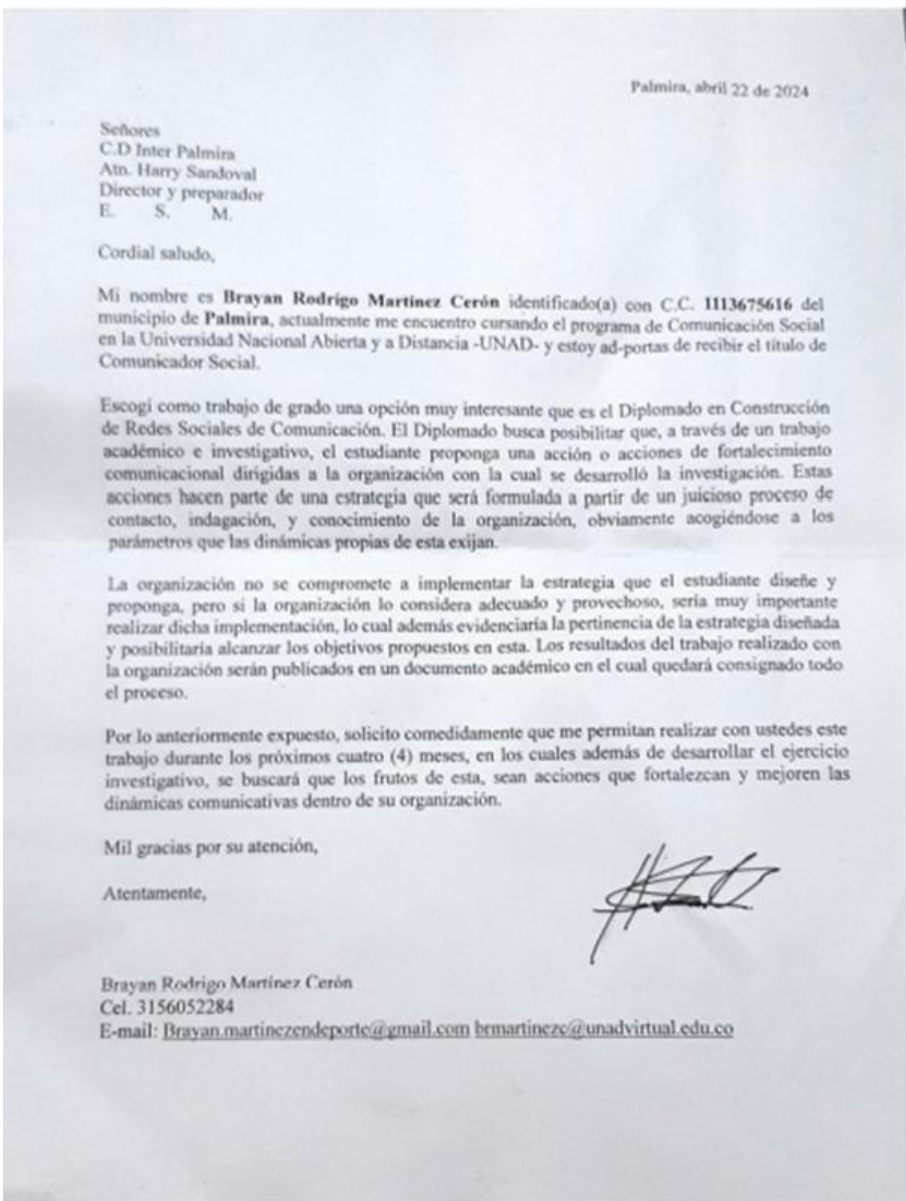 Palmira, abril 22 de 2024
Señores
C.D Inter Palmira
Atn. Harry Sandoval
Director y preparador
E. S. M.
Cordial saludo,
Mi nombre es Brayan Rodrigo Martínez Cerón identificado(a) con C.C. 1113675616 del
municipio de Palmira, actualmente me encuentro cursando el programa de Comunicación Social
en la Universidad Nacional Abierta y a Distancia -UNAD- y estoy ad-portas de recibir el título de
Comunicador Social.
Escogí como trabajo de grado una opción muy interesante que es el Diplomado en Construcción
de Redes Sociales de Comunicación. El Diplomado busca posibilitar que, a través de un trabajo
académico e investigativo, el estudiante proponga una acción o acciones de fortalecimiento
comunicacional dirigidas a la organización con la cual se desarrolló la investigación. Estas
acciones hacen parte de una estrategia que será formulada a partir de un juicioso proceso de
contacto, indagación, y conocimiento de la organización, obviamente acogiéndose a los
parámetros que las dinámicas propias de esta exijan.
La organización no se compromete a implementar la estrategia que el estudiante diseñe y
proponga, pero si la organización lo considera adecuado y provechoso, sería muy importante
realizar dicha implementación, lo cual además evidenciaría la pertinencia de la estrategia diseñada
y posibilitaría alcanzar los objetivos propuestos en esta. Los resultados del trabajo realizado con
la organización serán publicados en un documento académico en el cual quedará consignado todo
el proceso.
Por lo anteriormente expuesto, solicito comedidamente que me permitan realizar con ustedes este
trabajo durante los próximos cuatro (4) meses, en los cuales además de desarrollar el ejercicio
investigativo, se buscará que los frutos de esta, sean acciones que fortalezcan y mejoren las
dinámicas comunicativas dentro de su organización.
Mil gracias por su atención,
Atentamente,
Brayan Rodrigo Martínez Cerón
Cel. 3156052284
E-mail: Brayan.martinezendeporte@gmail.com brmartinezc@unadvirtual.edu.co